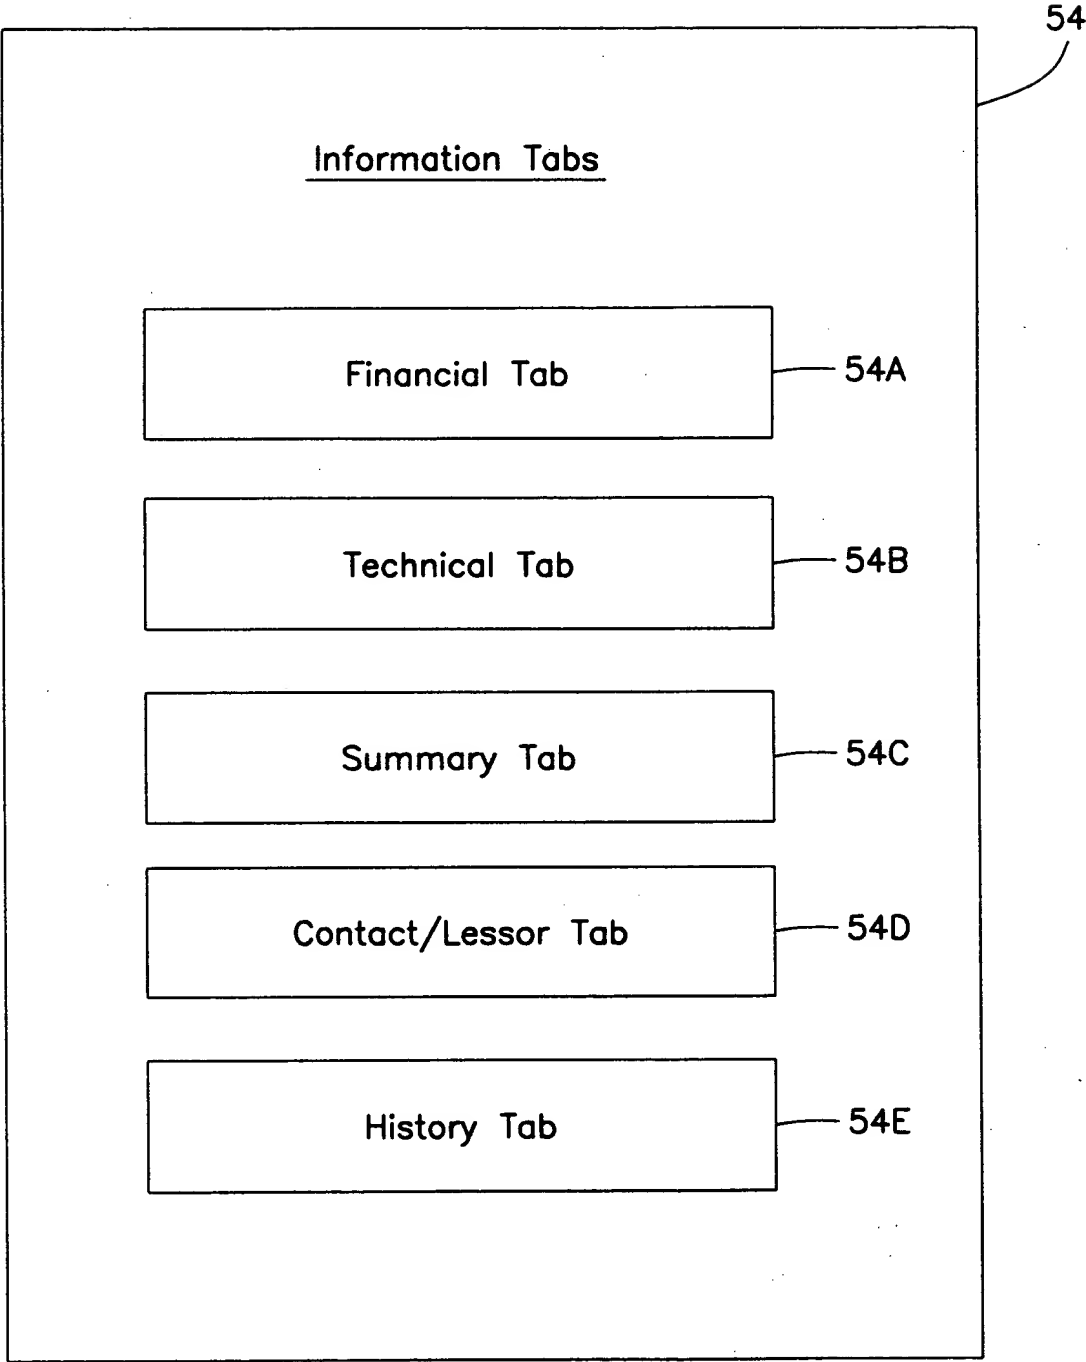 54
Information Tabs
Financial Tab
54A
Technical Tab
54B
Summary Tab
54C
Contact/Lessor Tab
54D
History Tab
54E